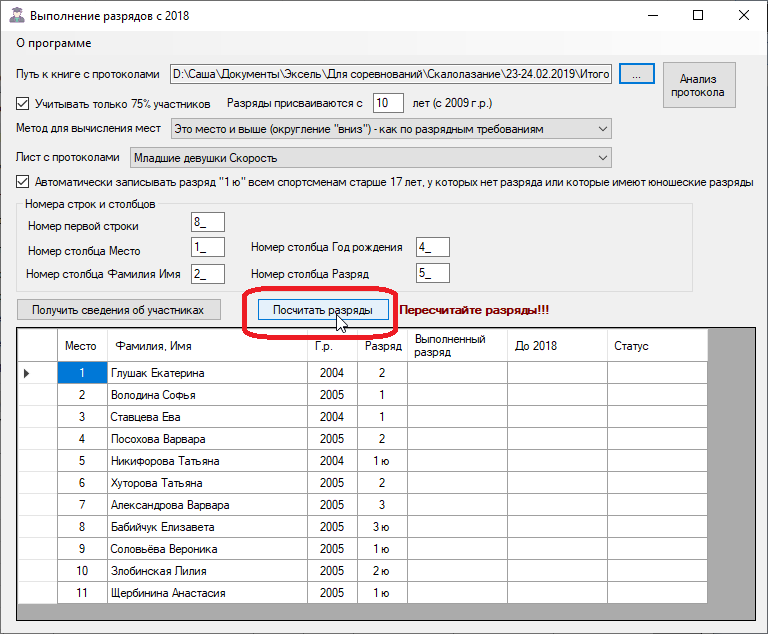 Выполнение разрядов с 2018
О программе
Путь к книге с протоколами D:\Саша\Документы\Эксель\Для соревнований\Скалолазание\23-24.02.2019\Итого ... Анализ протокола
Учитывать только 75% участников Разряды присваиваются с 10 лет (с 2009 г.р.)
Метод для вычисления мест Это место и выше (округление "вниз") - как по разрядным требованиям
Лист с протоколами Младшие девушки Скорость
Автоматически записывать разряд "1 ю" всем спортсменам старше 17 лет, у которых нет разряда или которые имеют юношеские разряды
Номера строк и столбцов
Номер первой строки 8_
Номер столбца Место 1_ Номер столбца Год рождения 4_
Номер столбца Фамилия Имя 2_ Номер столбца Разряд 5_
Получить сведения об участниках Посчитать разряды Пересчитайте разряды!!!
Место Фамилия, Имя Г.р. Разряд Выполненный разряд До 2018 Статус
1 Глушак Екатерина 2004 2
2 Володина Софья 2005 1
3 Ставцева Ева 2004 1
4 Посохова Варвара 2005 2
5 Никифорова Татьяна 2004 1 ю
6 Хуторова Татьяна 2005 2
7 Александрова Варвара 2005 3
8 Бабийчук Елизавета 2005 3 ю
9 Соловьёва Вероника 2005 1 ю
10 Злобинская Лилия 2005 2 ю
11 Щербинина Анастасия 2005 1 ю